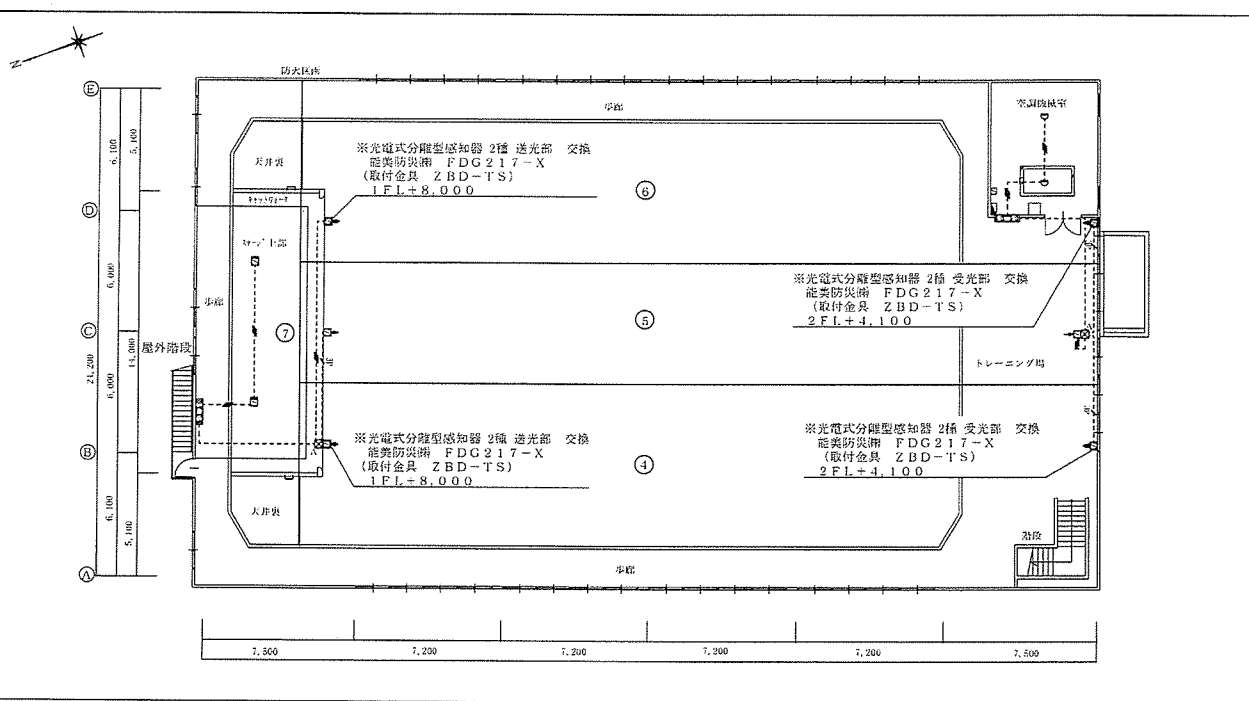 N
防火区画
Ⓔ
歩廊
空調機械室
6,100
5,100
天井裏
※光電式分離型感知器 2種 送光部 交換
能美防災㈱ FDG217-X
(取付金具 ZBD-TS)
1FL+8,000
⑥
キャットウォーク
Ⓓ
ステージ上部
6,000
歩廊
※光電式分離型感知器 2種 受光部 交換
能美防災㈱ FDG217-X
(取付金具 ZBD-TS)
2FL+4,100
⑤
⑦
Ⓒ
屋外階段
24,200
14,000
トレーニング場
6,000
※光電式分離型感知器 2種 送光部 交換
能美防災㈱ FDG217-X
(取付金具 ZBD-TS)
1FL+8,000
※光電式分離型感知器 2種 受光部 交換
能美防災㈱ FDG217-X
(取付金具 ZBD-TS)
2FL+4,100
Ⓑ
A
④
6,100
5,100
天井裏
階段
Ⓐ
歩廊
7,500
7,200
7,200
7,200
7,200
7,500